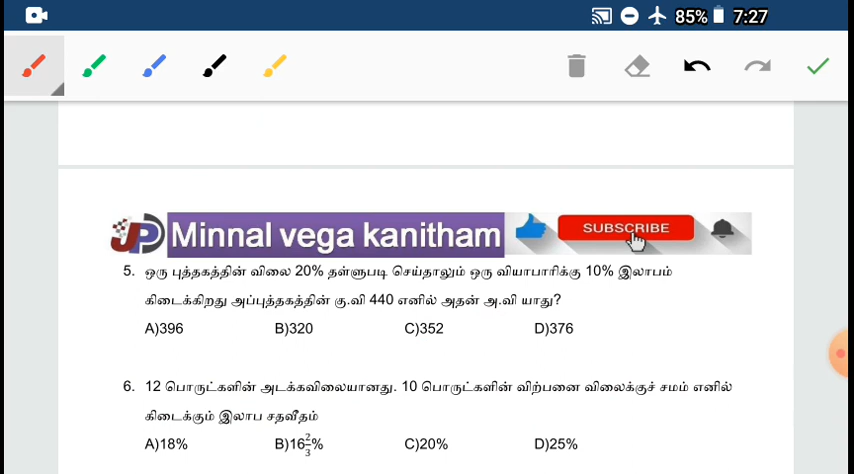 85% 7:27
JP Minnal vega kanitham SUBSCRIBE
5. ஒரு புத்தகத்தின் விலை 20% தள்ளுபடி செய்தாலும் ஒரு வியாபாரிக்கு 10% இலாபம்
கிடைக்கிறது அப்புத்தகத்தின் கு.வி 440 எனில் அதன் அ.வி யாது?
A)396 B)320 C)352 D)376
6. 12 பொருட்களின் அடக்கவிலையானது. 10 பொருட்களின் விற்பனை விலைக்குச் சமம் எனில்
கிடைக்கும் இலாப சதவீதம்
A)18% B)16⅔% C)20% D)25%